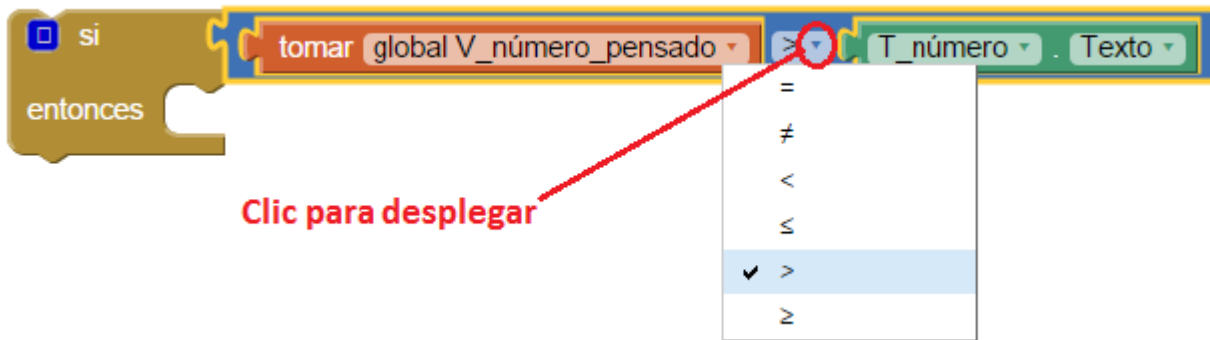 si tomar global V_número_pensado > T_número . Texto
=
≠
entonces
<
Clic para desplegar
≤
>
≥